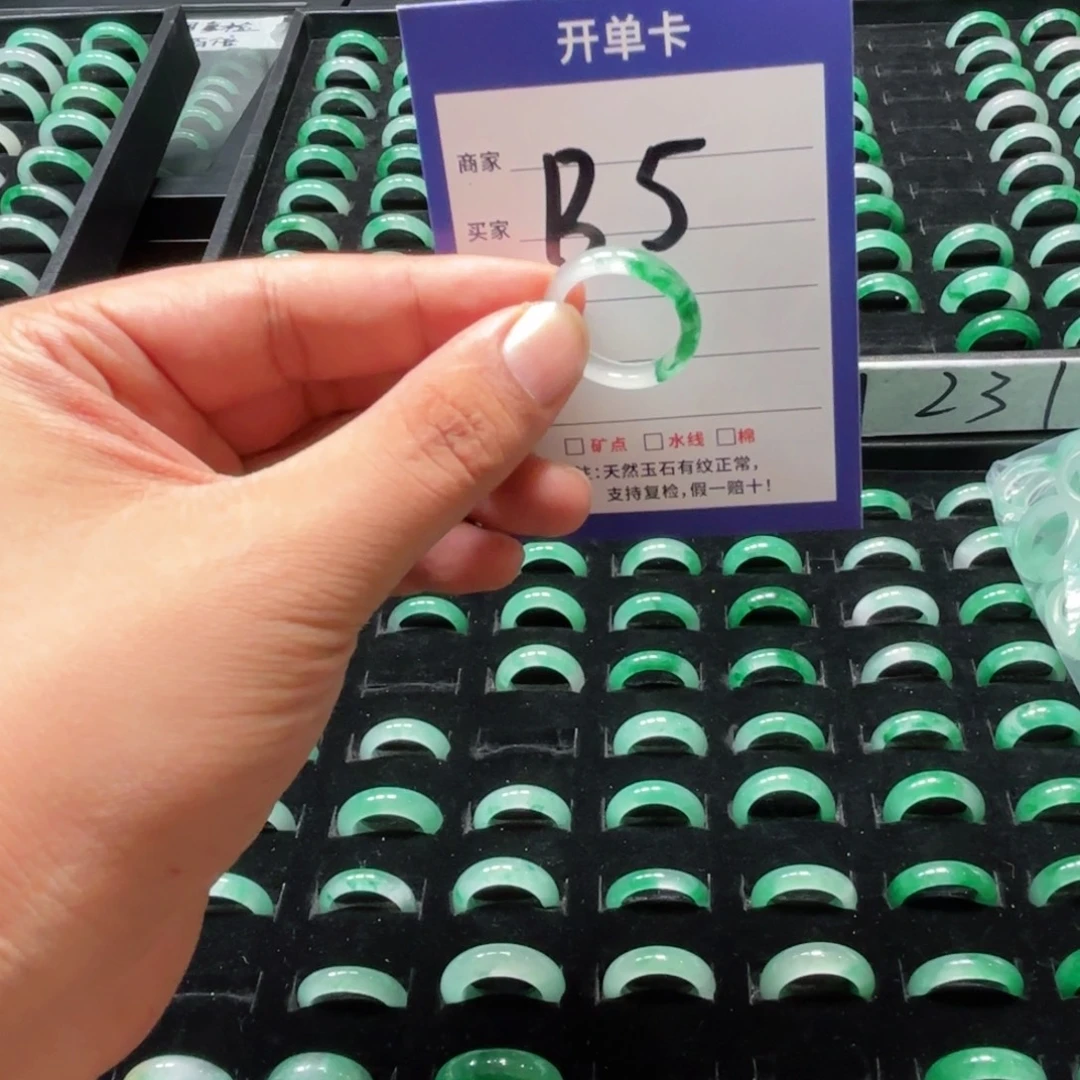 开单卡
商家
B5
买家
□矿点 □水线 □棉
注:天然玉石有纹正常,
支持复检,假一赔十!
231